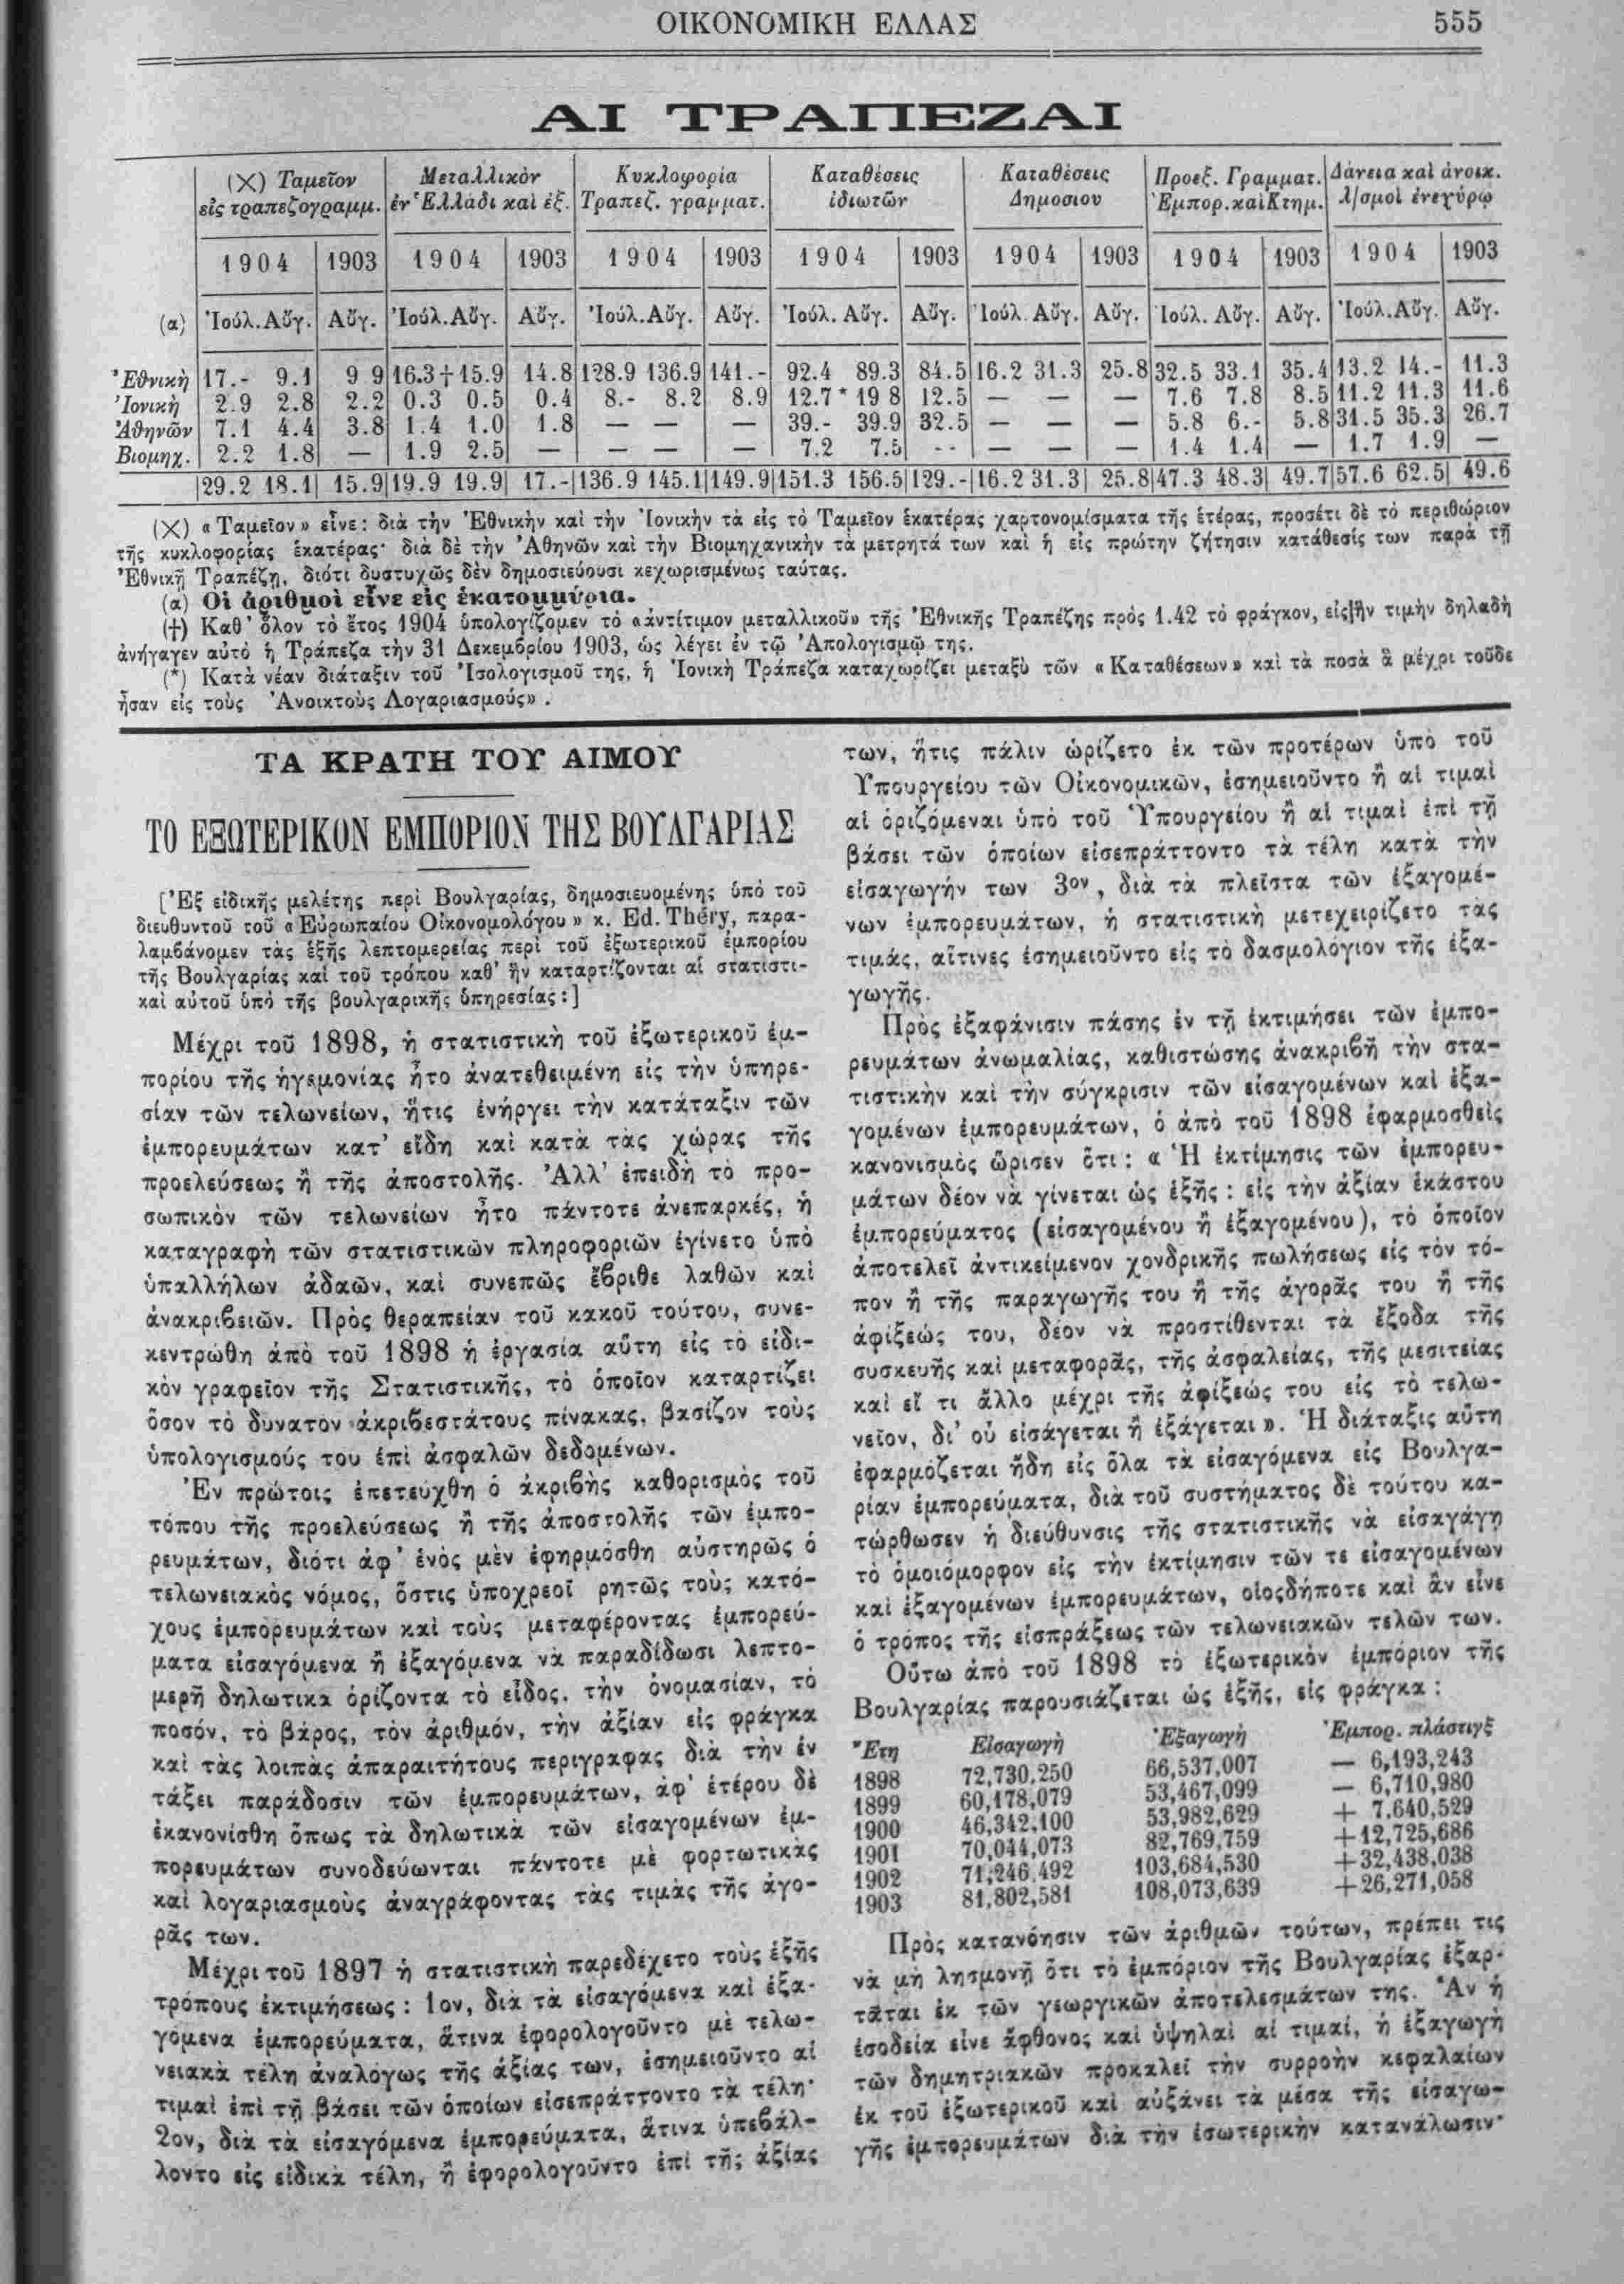 ΟΙΚΟΝΟΜΙΚΗ ΕΛΛΑΣ 555
ΑΙ ΤΡΑΠΕΖΑΙ
(Χ) Ταμεῖον εἰς τραπεζογραμμ. | Μεταλλικὸν ἐν Ἑλλάδι καὶ ἐξ. | Κυκλοφορία Τραπεζ. γραμματ. | Καταθέσεις ἰδιωτῶν | Καταθέσεις Δημοσιου | Προεξ. Γραμματ. Ἐμπορ. καὶ Κτημ. | Δάνεια καὶ ἀνοικ. λ/σμοὶ ἐνεχύρῳ
1904 | 1903 | 1904 | 1903 | 1904 | 1903 | 1904 | 1903 | 1904 | 1903 | 1904 | 1903 | 1904 | 1903
(α) Ἰούλ. Αὔγ. | Αὔγ. | Ἰούλ. Αὔγ. | Αὔγ. | Ἰούλ. Αὔγ. | Αὔγ. | Ἰούλ. Αὔγ. | Αὔγ. | Ἰούλ. Αὔγ. | Αὔγ. | Ἰούλ. Αὔγ. | Αὔγ. | Ἰούλ. Αὔγ. | Αὔγ.
Ἐθνικὴ | 17.- 9.1 | 9 9 | 16.3 † 15.9 | 14.8 | 128.9 136.9 | 141.- | 92.4 89.3 | 84.5 | 16.2 31.3 | 25.8 | 32.5 33.1 | 35.4 | 13.2 14.- | 11.3
Ἰονικὴ | 2.9 2.8 | 2.2 | 0.3 0.5 | 0.4 | 8.- 8.2 | 8.9 | 12.7 * 19 8 | 12.5 | — — | — | 7.6 7.8 | 8.5 | 11.2 11.3 | 11.6
Ἀθηνῶν | 7.1 4.4 | 3.8 | 1.4 1.0 | 1.8 | — — | — | 39.- 39.9 | 32.5 | — — | — | 5.8 6.- | 5.8 | 31.5 35.3 | 26.7
Βιομηχ. | 2.2 1.8 | — | 1.9 2.5 | — | — — | — | 7.2 7.5 | -- | — — | — | 1.4 1.4 | — | 1.7 1.9 | —
29.2 18.1 | 15.9 | 19.9 19.9 | 17.- | 136.9 145.1 | 149.9 | 151.3 156.5 | 129.- | 16.2 31.3 | 25.8 | 47.3 48.3 | 49.7 | 57.6 62.5 | 49.6
(Χ) «Ταμεῖον» εἶνε: διὰ τὴν Ἐθνικὴν καὶ τὴν Ἰονικὴν τὰ εἰς τὸ Ταμεῖον ἑκατέρας χαρτονομίσματα τῆς ἑτέρας, προσέτι δὲ τὸ περιθώριον
τῆς κυκλοφορίας ἑκατέρας· διὰ δὲ τὴν Ἀθηνῶν καὶ τὴν Βιομηχανικὴν τὰ μετρητά των καὶ ἡ εἰς πρώτην ζήτησιν κατάθεσίς των παρὰ τῇ
Ἐθνικῇ Τραπέζῃ, διότι δυστυχῶς δὲν δημοσιεύουσι κεχωρισμένως ταύτας.
(α) Οἱ ἀριθμοὶ εἶνε εἰς ἑκατομμύρια.
(†) Καθ' ὅλον τὸ ἔτος 1904 ὑπολογίζομεν τὸ «ἀντίτιμον μεταλλικοῦ» τῆς Ἐθνικῆς Τραπέζης πρὸς 1.42 τὸ φράγκον, εἰς ἣν τιμὴν δηλαδὴ
ἀνήγαγεν αὐτὸ ἡ Τράπεζα τὴν 31 Δεκεμβρίου 1903, ὡς λέγει ἐν τῷ Ἀπολογισμῷ της.
(*) Κατὰ νέαν διάταξιν τοῦ Ἰσολογισμοῦ της, ἡ Ἰονικὴ Τράπεζα καταχωρίζει μεταξὺ τῶν «Καταθέσεων» καὶ τὰ ποσὰ ἃ μέχρι τοῦδε
ἦσαν εἰς τοὺς Ἀνοικτοὺς Λογαριασμούς».
ΤΑ ΚΡΑΤΗ ΤΟΥ ΑΙΜΟΥ
ΤΟ ΕΞΩΤΕΡΙΚΟΝ ΕΜΠΟΡΙΟΝ ΤΗΣ ΒΟΥΛΓΑΡΙΑΣ
[Ἐξ εἰδικῆς μελέτης περὶ Βουλγαρίας, δημοσιευομένης ὑπὸ τοῦ
διευθυντοῦ τοῦ «Εὐρωπαίου Οἰκονομολόγου» κ. Ed. Théry, παρα-
λαμβάνομεν τὰς ἑξῆς λεπτομερείας περὶ τοῦ ἐξωτερικοῦ ἐμπορίου
τῆς Βουλγαρίας καὶ τοῦ τρόπου καθ' ἣν καταρτίζονται αἱ στατιστι-
καὶ αὐτοῦ ὑπὸ τῆς βουλγαρικῆς ὑπηρεσίας:]
Μέχρι τοῦ 1898, ἡ στατιστικὴ τοῦ ἐξωτερικοῦ ἐμ-
πορίου τῆς ἡγεμονίας ἦτο ἀνατεθειμένη εἰς τὴν ὑπηρε-
σίαν τῶν τελωνείων, ἥτις ἐνήργει τὴν κατάταξιν τῶν
ἐμπορευμάτων κατ' εἴδη καὶ κατὰ τὰς χώρας τῆς
προελεύσεως ἢ τῆς ἀποστολῆς. Ἀλλ' ἐπειδὴ τὸ προ-
σωπικὸν τῶν τελωνείων ἦτο πάντοτε ἀνεπαρκές, ἡ
καταγραφὴ τῶν στατιστικῶν πληροφοριῶν ἐγίνετο ὑπὸ
ὑπαλλήλων ἀδαῶν, καὶ συνεπῶς ἔβριθε λαθῶν καὶ
ἀνακριβειῶν. Πρὸς θεραπείαν τοῦ κακοῦ τούτου, συνε-
κεντρώθη ἀπὸ τοῦ 1898 ἡ ἐργασία αὕτη εἰς τὸ εἰδι-
κὸν γραφεῖον τῆς Στατιστικῆς, τὸ ὁποῖον καταρτίζει
ὅσον τὸ δυνατὸν ἀκριβεστάτους πίνακας, βασίζον τοὺς
ὑπολογισμούς του ἐπὶ ἀσφαλῶν δεδομένων.
Ἐν πρώτοις ἐπετεύχθη ὁ ἀκριβὴς καθορισμὸς τοῦ
τόπου τῆς προελεύσεως ἢ τῆς ἀποστολῆς τῶν ἐμπο-
ρευμάτων, διότι ἀφ' ἑνὸς μὲν ἐφηρμόσθη αὐστηρῶς ὁ
τελωνειακὸς νόμος, ὅστις ὑποχρεοῖ ρητῶς τοὺς κατό-
χους ἐμπορευμάτων καὶ τοὺς μεταφέροντας ἐμπορεύ-
ματα εἰσαγόμενα ἢ ἐξαγόμενα νὰ παραδίδωσι λεπτο-
μερῆ δηλωτικὰ ὁρίζοντα τὸ εἶδος, τὴν ὀνομασίαν, τὸ
ποσόν, τὸ βάρος, τὸν ἀριθμόν, τὴν ἀξίαν εἰς φράγκα
καὶ τὰς λοιπὰς ἀπαραιτήτους περιγραφας διὰ τὴν ἐν
τάξει παράδοσιν τῶν ἐμπορευμάτων, ἀφ' ἑτέρου δὲ
ἐκανονίσθη ὅπως τὰ δηλωτικὰ τῶν εἰσαγομένων ἐμ-
πορευμάτων συνοδεύωνται πάντοτε μὲ φορτωτικὰς
καὶ λογαριασμοὺς ἀναγράφοντας τὰς τιμὰς τῆς ἀγο-
ρᾶς των.
Μέχρι τοῦ 1897 ἡ στατιστικὴ παρεδέχετο τοὺς ἑξῆς
τρόπους ἐκτιμήσεως: 1ον, διὰ τὰ εἰσαγόμενα καὶ ἐξα-
γόμενα ἐμπορεύματα, ἅτινα ἐφορολογοῦντο μὲ τελω-
νειακὰ τέλη ἀναλόγως τῆς ἀξίας των, ἐσημειοῦντο αἱ
τιμαὶ ἐπὶ τῇ βάσει τῶν ὁποίων εἰσεπράττοντο τὰ τέλη·
2ον, διὰ τὰ εἰσαγόμενα ἐμπορεύματα, ἅτινα ὑπεβάλ-
λοντο εἰς εἰδικὰ τέλη, ἢ ἐφορολογοῦντο ἐπὶ τῆς ἀξίας
των, ἥτις πάλιν ὡρίζετο ἐκ τῶν προτέρων ὑπὸ τοῦ
Ὑπουργείου τῶν Οἰκονομικῶν, ἐσημειοῦντο ἢ αἱ τιμαὶ
αἱ ὁριζόμεναι ὑπὸ τοῦ Ὑπουργείου ἢ αἱ τιμαὶ ἐπὶ τῇ
βάσει τῶν ὁποίων εἰσεπράττοντο τὰ τέλη κατὰ τὴν
εἰσαγωγήν των 3ον, διὰ τὰ πλεῖστα τῶν ἐξαγομέ-
νων ἐμπορευμάτων, ἡ στατιστικὴ μετεχειρίζετο τὰς
τιμάς, αἵτινες ἐσημειοῦντο εἰς τὸ δασμολόγιον τῆς ἐξα-
γωγῆς.
Πρὸς ἐξαφάνισιν πάσης ἐν τῇ ἐκτιμήσει τῶν ἐμπο-
ρευμάτων ἀνωμαλίας, καθιστώσης ἀνακριβῆ τὴν στα-
τιστικὴν καὶ τὴν σύγκρισιν τῶν εἰσαγομένων καὶ ἐξα-
γομένων ἐμπορευμάτων, ὁ ἀπὸ τοῦ 1898 ἐφαρμοσθεὶς
κανονισμὸς ὥρισεν ὅτι: «Ἡ ἐκτίμησις τῶν ἐμπορευ-
μάτων δέον νὰ γίνεται ὡς ἑξῆς: εἰς τὴν ἀξίαν ἑκάστου
ἐμπορεύματος (εἰσαγομένου ἢ ἐξαγομένου), τὸ ὁποῖον
ἀποτελεῖ ἀντικείμενον χονδρικῆς πωλήσεως εἰς τὸν τό-
πον ἢ τῆς παραγωγῆς του ἢ τῆς ἀγορᾶς του ἢ τῆς
ἀφίξεώς του, δέον νὰ προστίθενται τὰ ἔξοδα τῆς
συσκευῆς καὶ μεταφορᾶς, τῆς ἀσφαλείας, τῆς μεσιτείας
καὶ εἴ τι ἄλλο μέχρι τῆς ἀφίξεώς του εἰς τὸ τελω-
νεῖον, δι' οὗ εἰσάγεται ἢ ἐξάγεται». Ἡ διάταξις αὕτη
ἐφαρμόζεται ἤδη εἰς ὅλα τὰ εἰσαγόμενα εἰς Βουλγα-
ρίαν ἐμπορεύματα, διὰ τοῦ συστήματος δὲ τούτου κα-
τώρθωσεν ἡ διεύθυνσις τῆς στατιστικῆς νὰ εἰσαγάγῃ
τὸ ὁμοιόμορφον εἰς τὴν ἐκτίμησιν τῶν τε εἰσαγομένων
καὶ ἐξαγομένων ἐμπορευμάτων, οἱοςδήποτε καὶ ἂν εἶνε
ὁ τρόπος τῆς εἰσπράξεως τῶν τελωνειακῶν τελῶν των.
Οὕτω ἀπὸ τοῦ 1898 τὸ ἐξωτερικὸν ἐμπόριον τῆς
Βουλγαρίας παρουσιάζεται ὡς ἑξῆς, εἰς φράγκα:
Ἔτη Εἰσαγωγὴ Ἐξαγωγὴ Ἐμπορ. πλάστιγξ
1898 72,730,250 66,537,007 — 6,193,243
1899 60,178,079 53,467,099 — 6,710,980
1900 46,342,100 53,982,629 + 7,640,529
1901 70,044,073 82,769,759 +12,725,686
1902 71,246,492 103,684,530 +32,438,038
1903 81,802,581 108,073,639 +26,271,058
Πρὸς κατανόησιν τῶν ἀριθμῶν τούτων, πρέπει τις
νὰ μὴ λησμονῇ ὅτι τὸ ἐμπόριον τῆς Βουλγαρίας ἐξαρ-
τᾶται ἐκ τῶν γεωργικῶν ἀποτελεσμάτων της. Ἂν ἡ
ἐσοδεία εἶνε ἄφθονος καὶ ὑψηλαὶ αἱ τιμαί, ἡ ἐξαγωγὴ
τῶν δημητριακῶν προκαλεῖ τὴν συρροὴν κεφαλαίων
ἐκ τοῦ ἐξωτερικοῦ καὶ αὐξάνει τὰ μέσα τῆς εἰσαγω-
γῆς ἐμπορευμάτων διὰ τὴν ἐσωτερικὴν κατανάλωσιν·